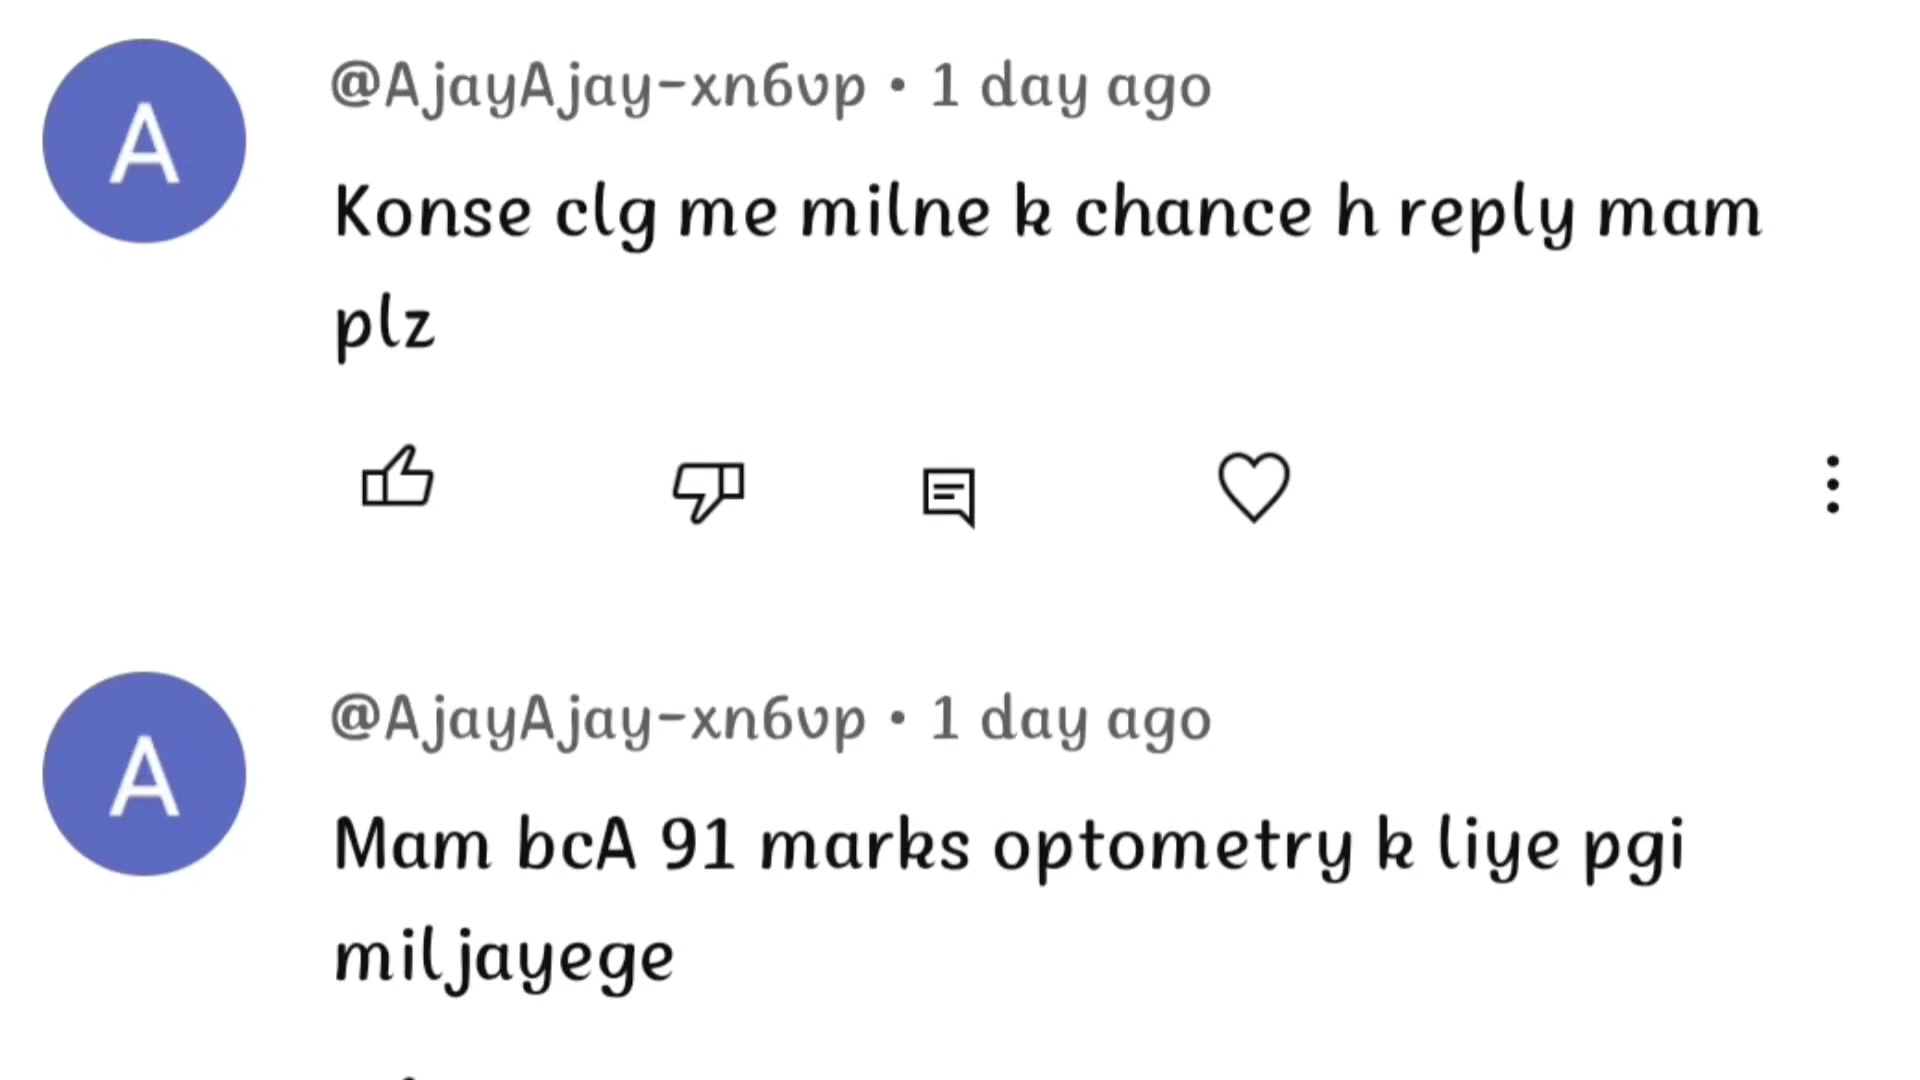 @AjayAjay-xn6vp • 1 day ago
Konse clg me milne k chance h reply mam
plz
@AjayAjay-xn6vp • 1 day ago
Mam bcA 91 marks optometry k liye pgi
miljayege